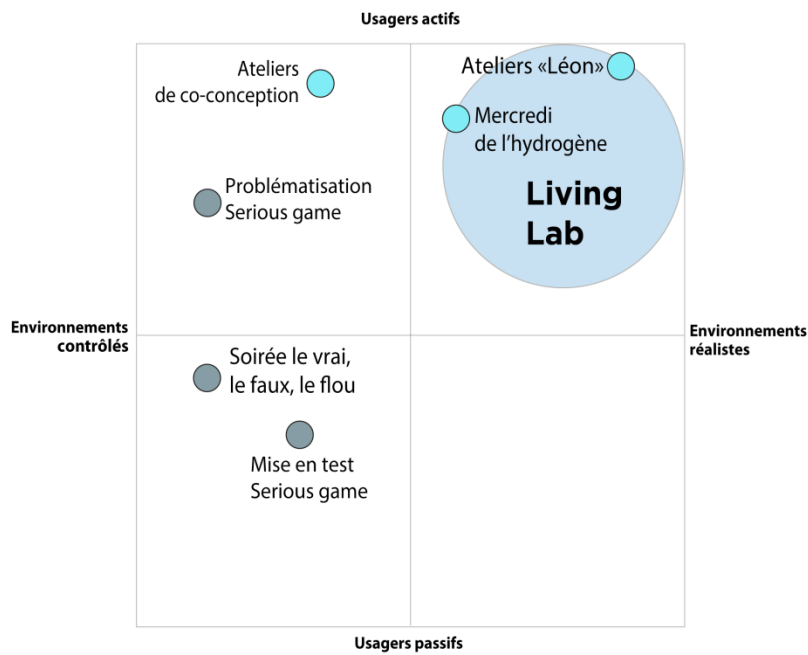 Usagers actifs
Ateliers
de co-conception
Ateliers «Léon»
Mercredi
de l'hydrogène
Problématisation
Serious game
Living
Lab
Environnements
contrôlés
Environnements
réalistes
Soirée le vrai,
le faux, le flou
Mise en test
Serious game
Usagers passifs